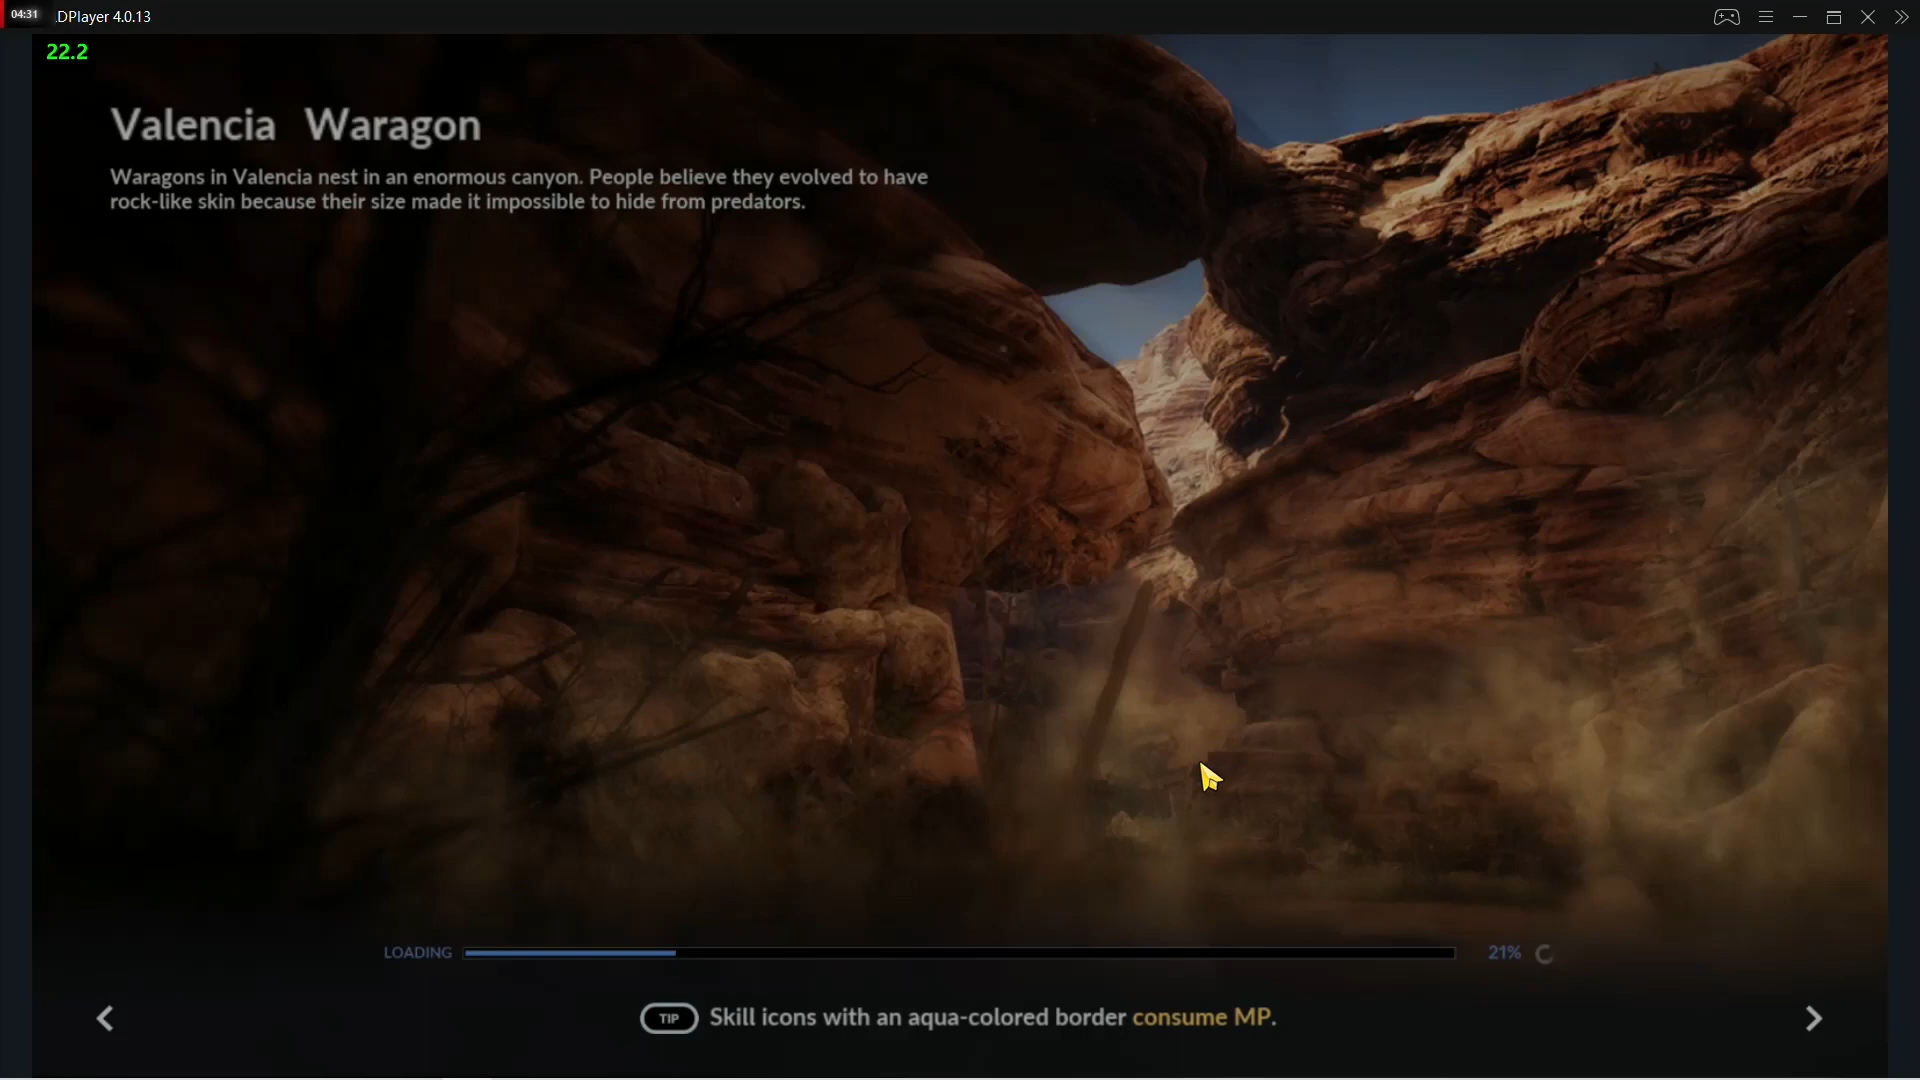 04:31
DPlayer 4.0.13
22.2
Valencia Waragon
Waragons in Valencia nest in an enormous canyon. People believe they evolved to have
rock-like skin because their size made it impossible to hide from predators.
LOADING
21%
TIP Skill icons with an aqua-colored border consume MP.